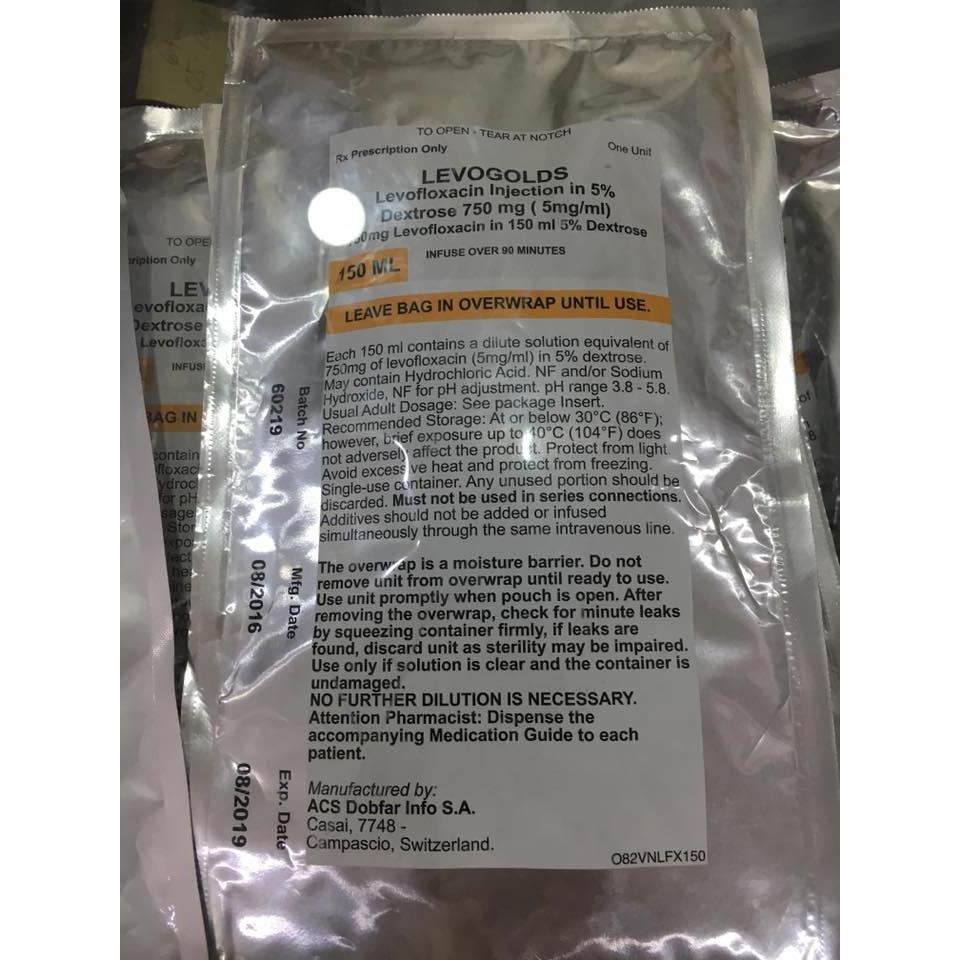 TO OPEN - TEAR AT NOTCH
Rx Prescription Only
One Unit
LEVOGOLDS
Levofloxacin Injection in 5%
Dextrose 750 mg ( 5mg/ml)
0mg Levofloxacin in 150 ml 5% Dextrose
150 ML
INFUSE OVER 90 MINUTES
LEAVE BAG IN OVERWRAP UNTIL USE.
Each 150 ml contains a dilute solution equivalent of
750mg of levofloxacin (5mg/ml) in 5% dextrose.
May contain Hydrochloric Acid. NF and/or Sodium
Hydroxide, NF for pH adjustment. pH range 3.8 - 5.8.
Usual Adult Dosage: See package Insert.
Recommended Storage: At or below 30°C (86°F);
however, brief exposure up to 40°C (104°F) does
not adversely affect the product. Protect from light.
Avoid excessive heat and protect from freezing.
Single-use container. Any unused portion should be
discarded. Must not be used in series connections.
Additives should not be added or infused
simultaneously through the same intravenous line.
The overwrap is a moisture barrier. Do not
remove unit from overwrap until ready to use.
Use unit promptly when pouch is open. After
removing the overwrap, check for minute leaks
by squeezing container firmly, if leaks are
found, discard unit as sterility may be impaired.
Use only if solution is clear and the container is
undamaged.
NO FURTHER DILUTION IS NECESSARY.
Attention Pharmacist: Dispense the
accompanying Medication Guide to each
patient.
Manufactured by:
ACS Dobfar Info S.A.
Casai, 7748 -
Campascio, Switzerland.
O82VNLFX150
Batch No
60219
Mfg. Date
08/2016
Exp. Date
08/2019
TO OPE
ription Only
LEV
evofloxa
Dextrose
Levoflox
INFUS
BAG IN